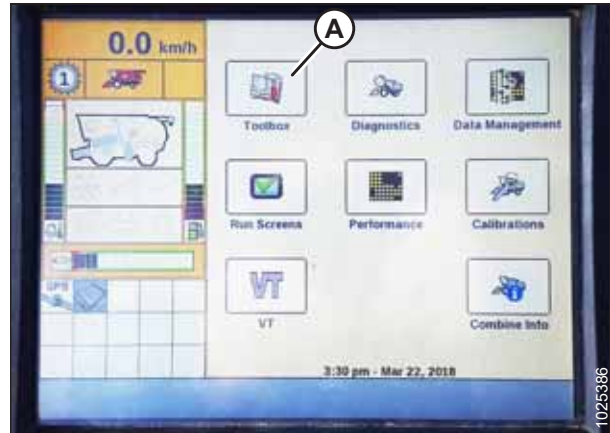 A
0.0 km/h
1
Toolbox
Diagnostics
Data Management
Run Screens
Performance
Calibrations
GPS
VT
VT
Combine Info
3:30 pm - Mar 22, 2018
1025386